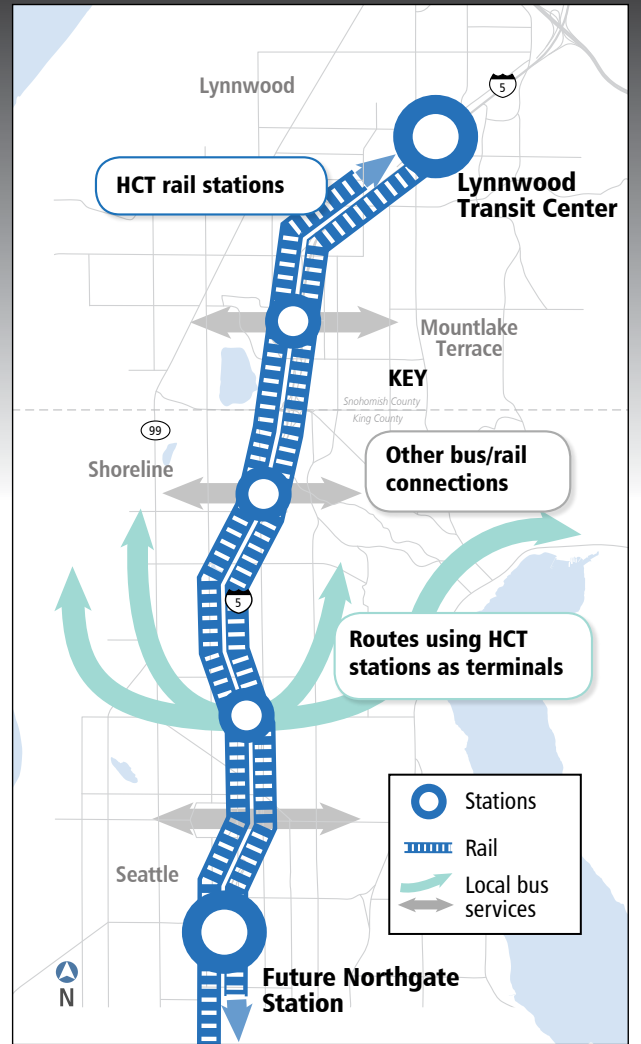 Lynnwood
5
HCT rail stations
Lynnwood
Transit Center
Mountlake
Terrace
KEY
Snohomish County
King County
99
Shoreline
Other bus/rail
connections
5
Routes using HCT
stations as terminals
Stations
Rail
Local bus
services
Seattle
N
Future Northgate
Station